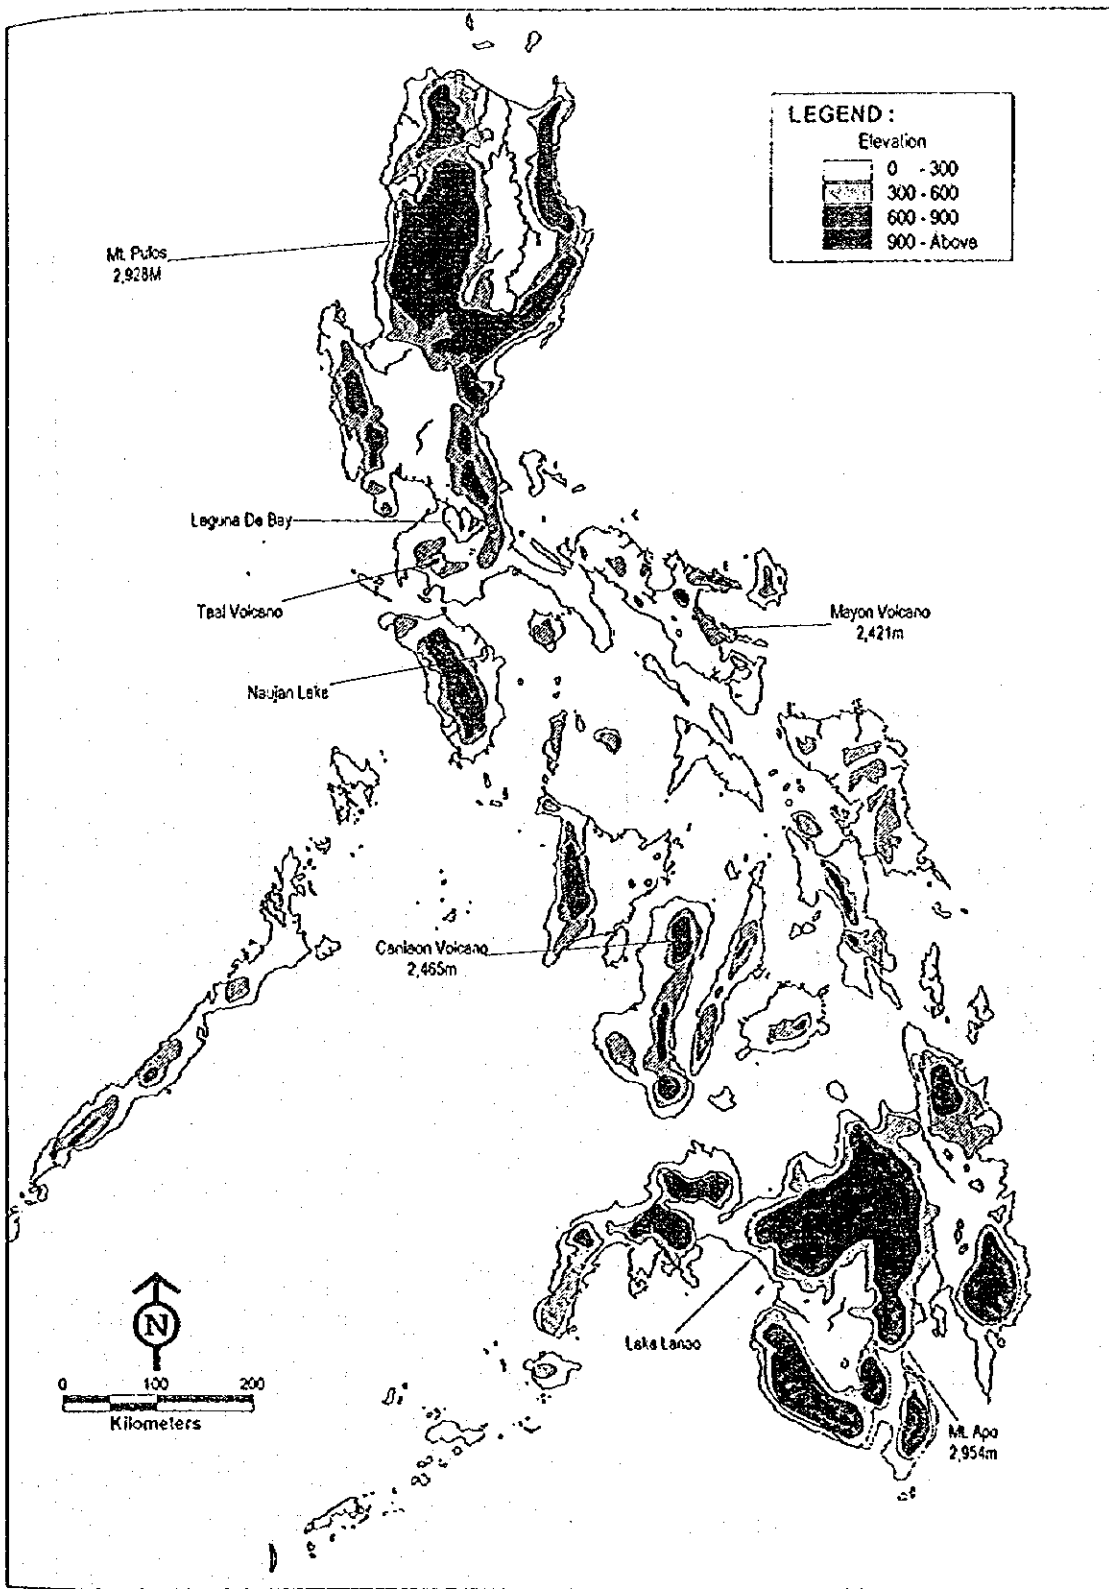 LEGEND :
Elevation
0 - 300
300 - 600
600 - 900
900 - Above
Mt. Pulos
2,928M
Laguna De Bay
Taal Volcano
Mayon Volcano
2,421m
Naujan Lake
Canlaon Volcano
2,465m
Lake Lanao
N
0 100 200
Kilometers
Mt. Apo
2,954m